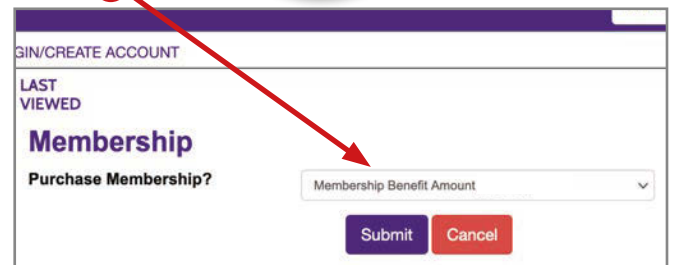 GIN/CREATE ACCOUNT
LAST
VIEWED
Membership
Purchase Membership?
Membership Benefit Amount
Submit Cancel